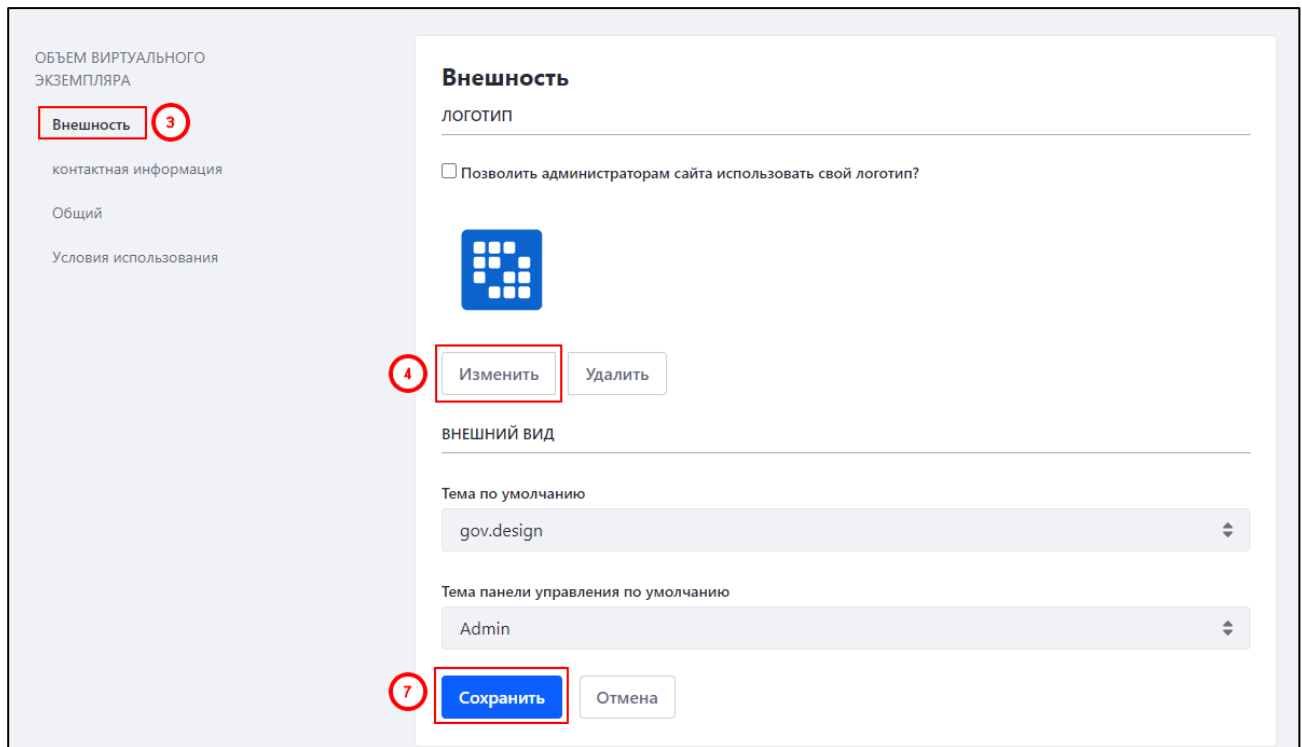 ОБЪЕМ ВИРТУАЛЬНОГО
ЭКЗЕМПЛЯРА
Внешность
3
контактная информация
Общий
Условия использования
Внешность
ЛОГОТИП
Позволить администраторам сайта использовать свой логотип?
4
Изменить
Удалить
ВНЕШНИЙ ВИД
Тема по умолчанию
gov.design
Тема панели управления по умолчанию
Admin
7
Сохранить
Отмена